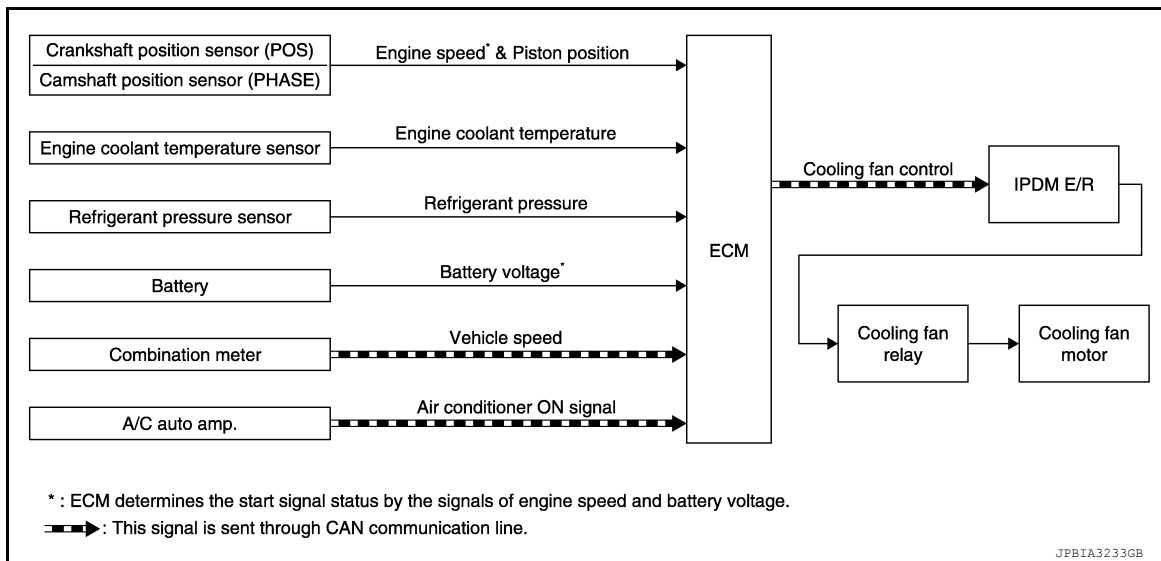 Crankshaft position sensor (POS)
Camshaft position sensor (PHASE)
Engine speed* & Piston position
Engine coolant temperature sensor
Engine coolant temperature
Refrigerant pressure sensor
Refrigerant pressure
Battery
Battery voltage*
Combination meter
Vehicle speed
A/C auto amp.
Air conditioner ON signal
ECM
Cooling fan control
IPDM E/R
Cooling fan
relay
Cooling fan
motor
* : ECM determines the start signal status by the signals of engine speed and battery voltage.
: This signal is sent through CAN communication line.
JPBIA3233GB